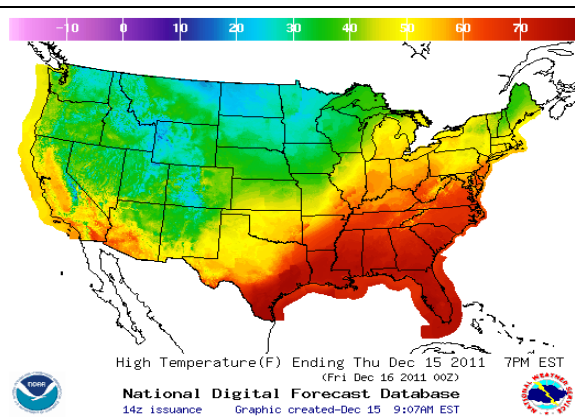 -10 0 10 20 30 40 50 60 70
High Temperature(F) Ending Thu Dec 15 2011 7PM EST
(Fri Dec 16 2011 00Z)
National Digital Forecast Database
14z issuance Graphic created-Dec 15 9:07AM EST
noaa